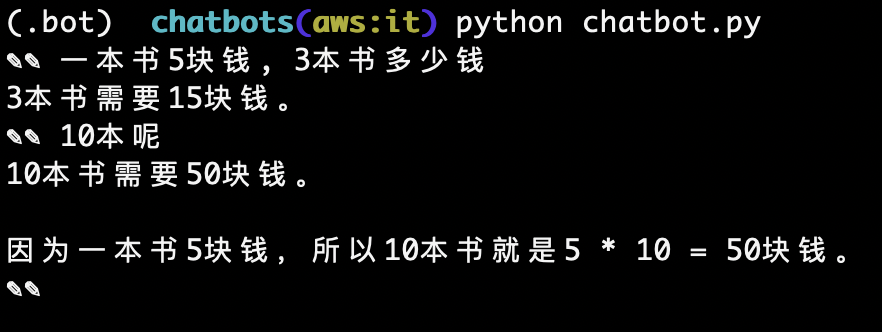 (.bot) chatbots(aws:it) python chatbot.py
✎✎ 一本书5块钱，3本书多少钱
3本书需要15块钱。
✎✎ 10本呢
10本书需要50块钱。
因为一本书5块钱，所以10本书就是5 * 10 = 50块钱。
✎✎